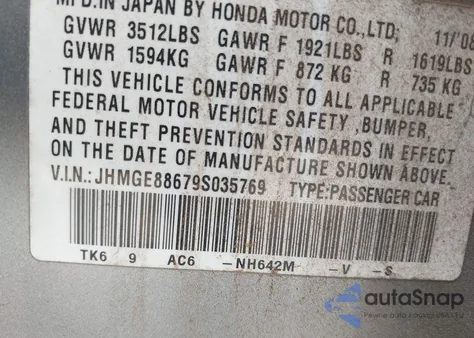 MFD.IN JAPAN BY HONDA MOTOR CO.,LTD; 11/'08
GVWR 3512LBS GAWR F 1921LBS R 1619LBS
GVWR 1594KG GAWR F 872 KG R 735 KG
THIS VEHICLE CONFORMS TO ALL APPLICABLE
FEDERAL MOTOR VEHICLE SAFETY ,BUMPER,
AND THEFT PREVENTION STANDARDS IN EFFECT
ON THE DATE OF MANUFACTURE SHOWN ABOVE.
V.I.N.: JHMGE88679S035769 TYPE:PASSENGER CAR
TK6 9 AC6 -NH642M -V -S
autoSnap